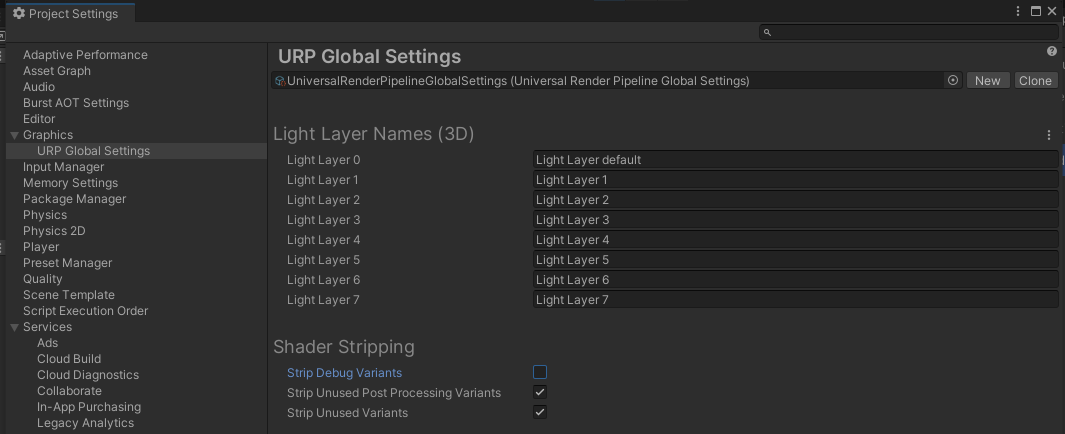 Project Settings
Adaptive Performance
Asset Graph
Audio
Burst AOT Settings
Editor
Graphics
URP Global Settings
Input Manager
Memory Settings
Package Manager
Physics
Physics 2D
Player
Preset Manager
Quality
Scene Template
Script Execution Order
Services
Ads
Cloud Build
Cloud Diagnostics
Collaborate
In-App Purchasing
Legacy Analytics
URP Global Settings
UniversalRenderPipelineGlobalSettings (Universal Render Pipeline Global Settings) New Clone
Light Layer Names (3D)
Light Layer 0 Light Layer default
Light Layer 1 Light Layer 1
Light Layer 2 Light Layer 2
Light Layer 3 Light Layer 3
Light Layer 4 Light Layer 4
Light Layer 5 Light Layer 5
Light Layer 6 Light Layer 6
Light Layer 7 Light Layer 7
Shader Stripping
Strip Debug Variants
Strip Unused Post Processing Variants
Strip Unused Variants